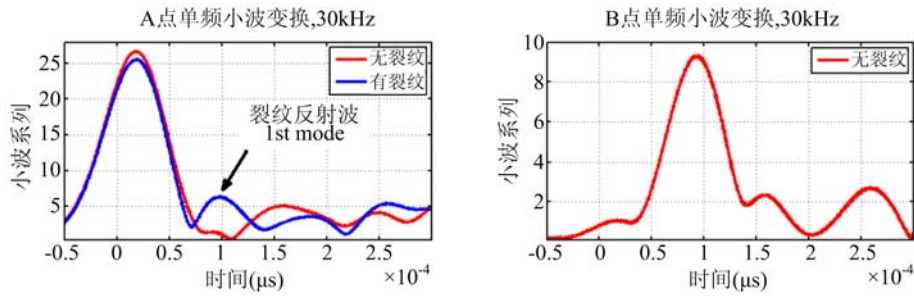 A点单频小波变换,30kHz
25
20
15
10
5
小波系列
无裂纹
有裂纹
裂纹反射波
1st mode
-0.5
0
0.5
1
1.5
2
2.5
×10⁻⁴
时间(μs)
B点单频小波变换,30kHz
10
8
6
4
2
0
小波系列
无裂纹
-0.5
0
0.5
1
1.5
2
2.5
×10⁻⁴
时间(μs)